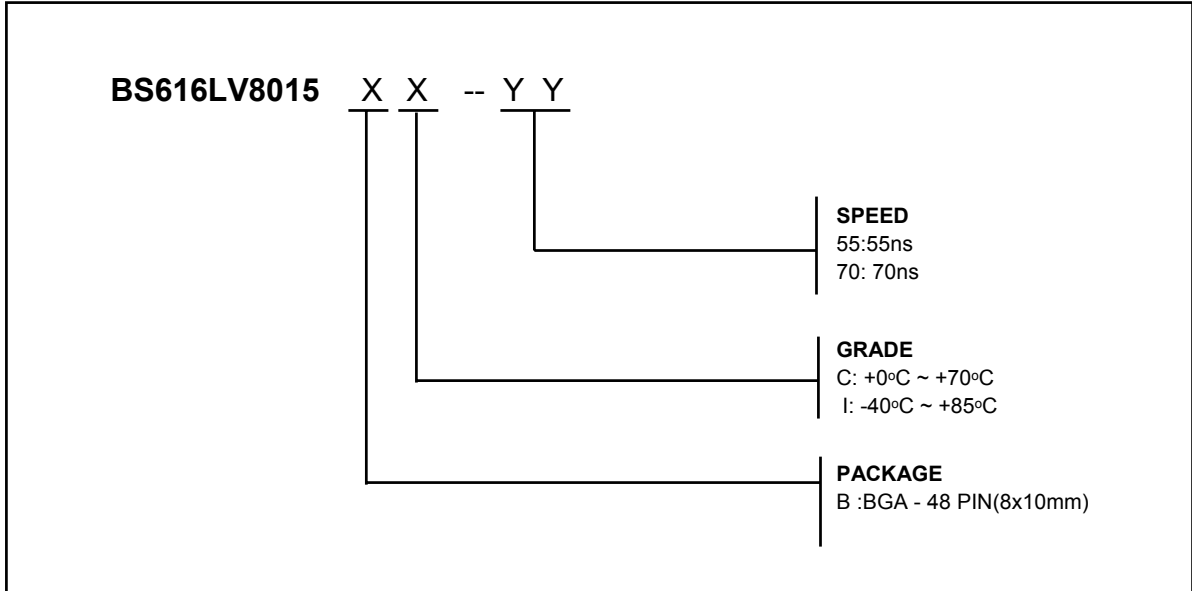 BS616LV8015 X X -- Y Y
SPEED
55:55ns
70: 70ns
GRADE
C: +0oC ~ +70oC
I: -40oC ~ +85oC
PACKAGE
B :BGA - 48 PIN(8x10mm)